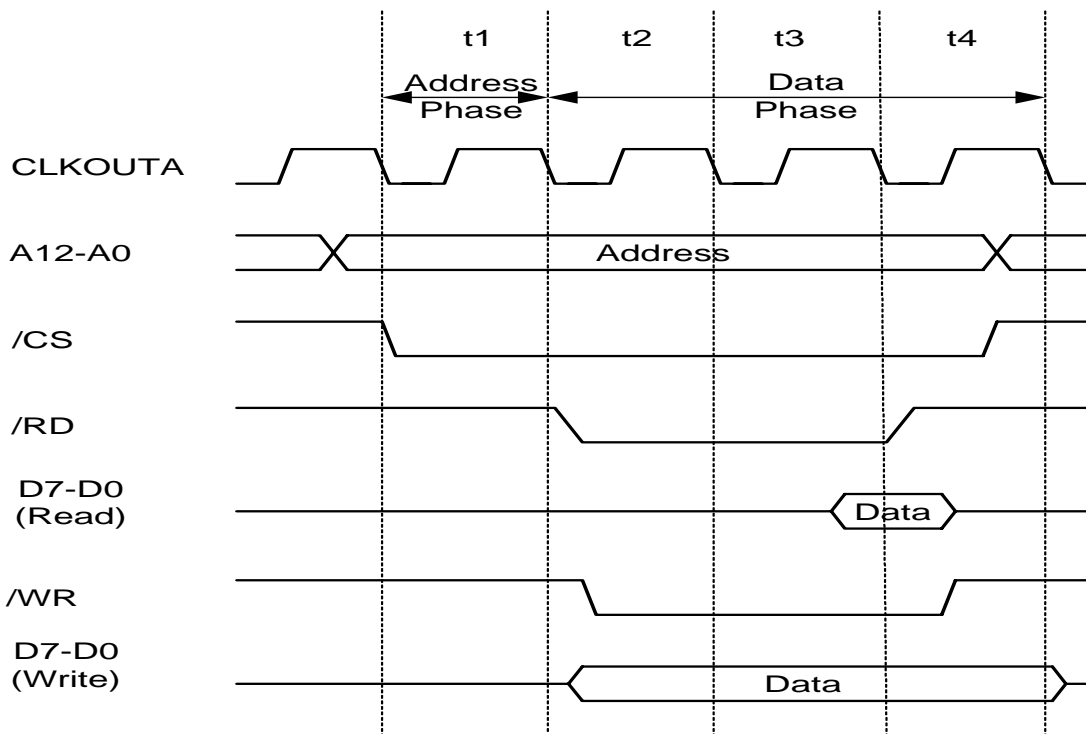 t1 t2 t3 t4
Address Data
Phase Phase
CLKOUTA
A12-A0 Address
/CS
/RD
D7-D0
(Read) Data
/WR
D7-D0
(Write) Data